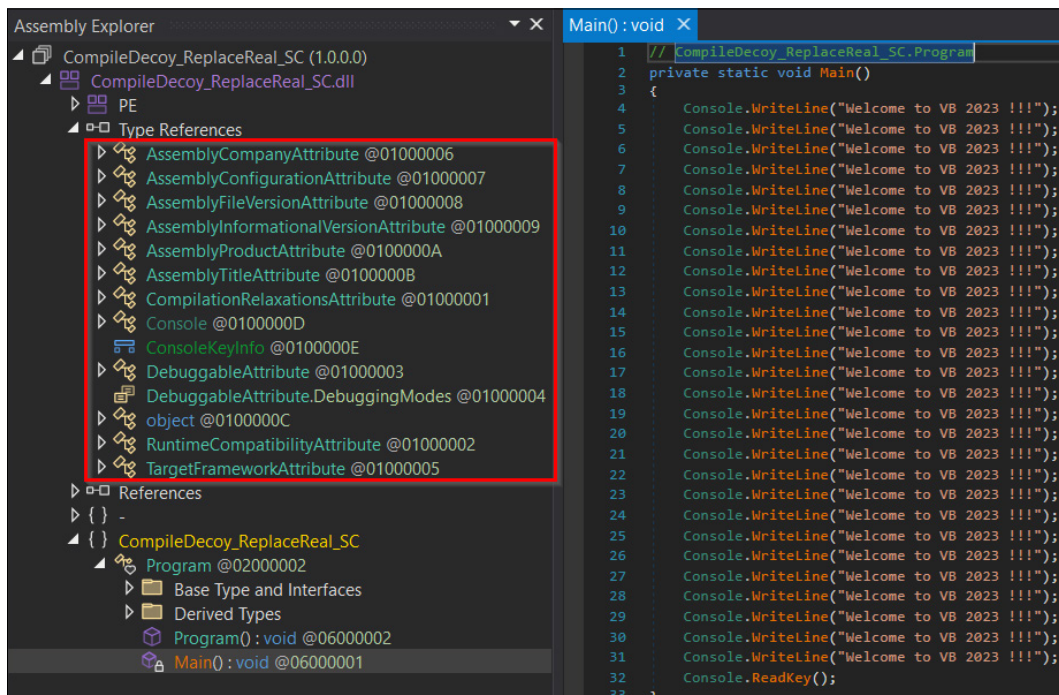 Assembly Explorer
CompileDecoy_ReplaceReal_SC (1.0.0.0)
CompileDecoy_ReplaceReal_SC.dll
PE
Type References
AssemblyCompanyAttribute @01000006
AssemblyConfigurationAttribute @01000007
AssemblyFileVersionAttribute @01000008
AssemblyInformationalVersionAttribute @01000009
AssemblyProductAttribute @0100000A
AssemblyTitleAttribute @0100000B
CompilationRelaxationsAttribute @01000001
Console @0100000D
ConsoleKeyInfo @0100000E
DebuggableAttribute @01000003
DebuggableAttribute.DebuggingModes @01000004
object @0100000C
RuntimeCompatibilityAttribute @01000002
TargetFrameworkAttribute @01000005
References
{ } -
{ } CompileDecoy_ReplaceReal_SC
Program @02000002
Base Type and Interfaces
Derived Types
Program() : void @06000002
Main() : void @06000001
Main() : void
1 // CompileDecoy_ReplaceReal_SC.Program
2 private static void Main()
3 {
4 Console.WriteLine("Welcome to VB 2023 !!!");
5 Console.WriteLine("Welcome to VB 2023 !!!");
6 Console.WriteLine("Welcome to VB 2023 !!!");
7 Console.WriteLine("Welcome to VB 2023 !!!");
8 Console.WriteLine("Welcome to VB 2023 !!!");
9 Console.WriteLine("Welcome to VB 2023 !!!");
10 Console.WriteLine("Welcome to VB 2023 !!!");
11 Console.WriteLine("Welcome to VB 2023 !!!");
12 Console.WriteLine("Welcome to VB 2023 !!!");
13 Console.WriteLine("Welcome to VB 2023 !!!");
14 Console.WriteLine("Welcome to VB 2023 !!!");
15 Console.WriteLine("Welcome to VB 2023 !!!");
16 Console.WriteLine("Welcome to VB 2023 !!!");
17 Console.WriteLine("Welcome to VB 2023 !!!");
18 Console.WriteLine("Welcome to VB 2023 !!!");
19 Console.WriteLine("Welcome to VB 2023 !!!");
20 Console.WriteLine("Welcome to VB 2023 !!!");
21 Console.WriteLine("Welcome to VB 2023 !!!");
22 Console.WriteLine("Welcome to VB 2023 !!!");
23 Console.WriteLine("Welcome to VB 2023 !!!");
24 Console.WriteLine("Welcome to VB 2023 !!!");
25 Console.WriteLine("Welcome to VB 2023 !!!");
26 Console.WriteLine("Welcome to VB 2023 !!!");
27 Console.WriteLine("Welcome to VB 2023 !!!");
28 Console.WriteLine("Welcome to VB 2023 !!!");
29 Console.WriteLine("Welcome to VB 2023 !!!");
30 Console.WriteLine("Welcome to VB 2023 !!!");
31 Console.WriteLine("Welcome to VB 2023 !!!");
32 Console.ReadKey();